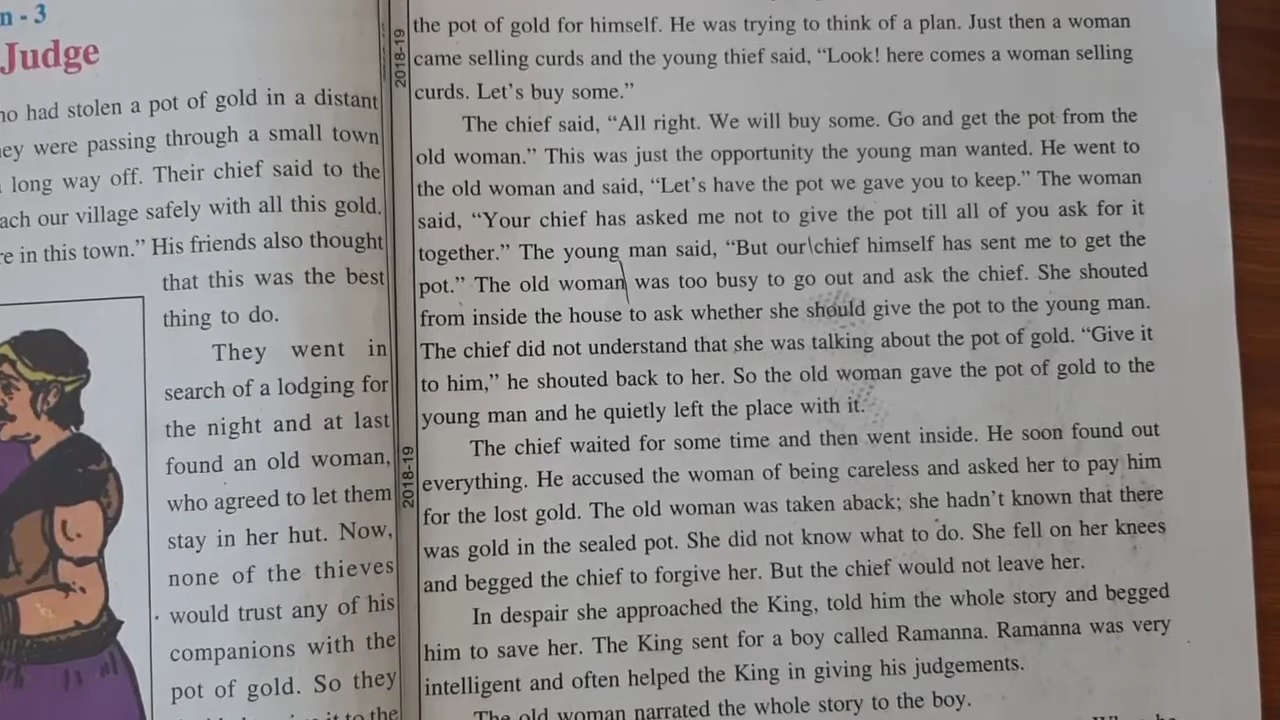 n - 3
Judge
had stolen a pot of gold in a distant
were passing through a small town
long way off. Their chief said to the
our village safely with all this gold.
in this town.” His friends also thought
that this was the best
thing to do.
They went in
search of a lodging for
the night and at last
found an old woman,
who agreed to let them
stay in her hut. Now,
none of the thieves
would trust any of his
companions with the
pot of gold. So they
it to the
2018-19
2018-19
the pot of gold for himself. He was trying to think of a plan. Just then a woman
came selling curds and the young thief said, “Look! here comes a woman selling
curds. Let’s buy some.”
The chief said, “All right. We will buy some. Go and get the pot from the
old woman.” This was just the opportunity the young man wanted. He went to
the old woman and said, “Let’s have the pot we gave you to keep.” The woman
said, “Your chief has asked me not to give the pot till all of you ask for it
together.” The young man said, “But our chief himself has sent me to get the
pot.” The old woman was too busy to go out and ask the chief. She shouted
from inside the house to ask whether she should give the pot to the young man.
The chief did not understand that she was talking about the pot of gold. “Give it
to him,” he shouted back to her. So the old woman gave the pot of gold to the
young man and he quietly left the place with it.
The chief waited for some time and then went inside. He soon found out
everything. He accused the woman of being careless and asked her to pay him
for the lost gold. The old woman was taken aback; she hadn’t known that there
was gold in the sealed pot. She did not know what to do. She fell on her knees
and begged the chief to forgive her. But the chief would not leave her.
In despair she approached the King, told him the whole story and begged
him to save her. The King sent for a boy called Ramanna. Ramanna was very
intelligent and often helped the King in giving his judgements.
The old woman narrated the whole story to the boy.